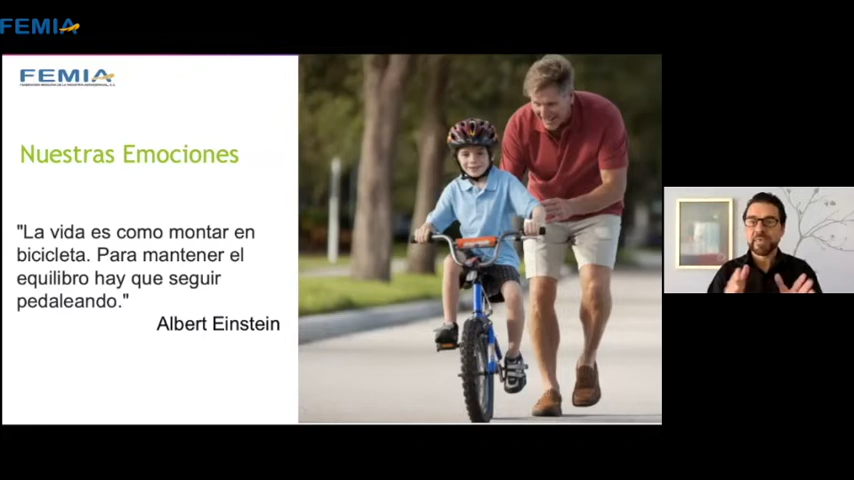 FEMIA
FEMIA
Nuestras Emociones
"La vida es como montar en
bicicleta. Para mantener el
equilibro hay que seguir
pedaleando."
Albert Einstein